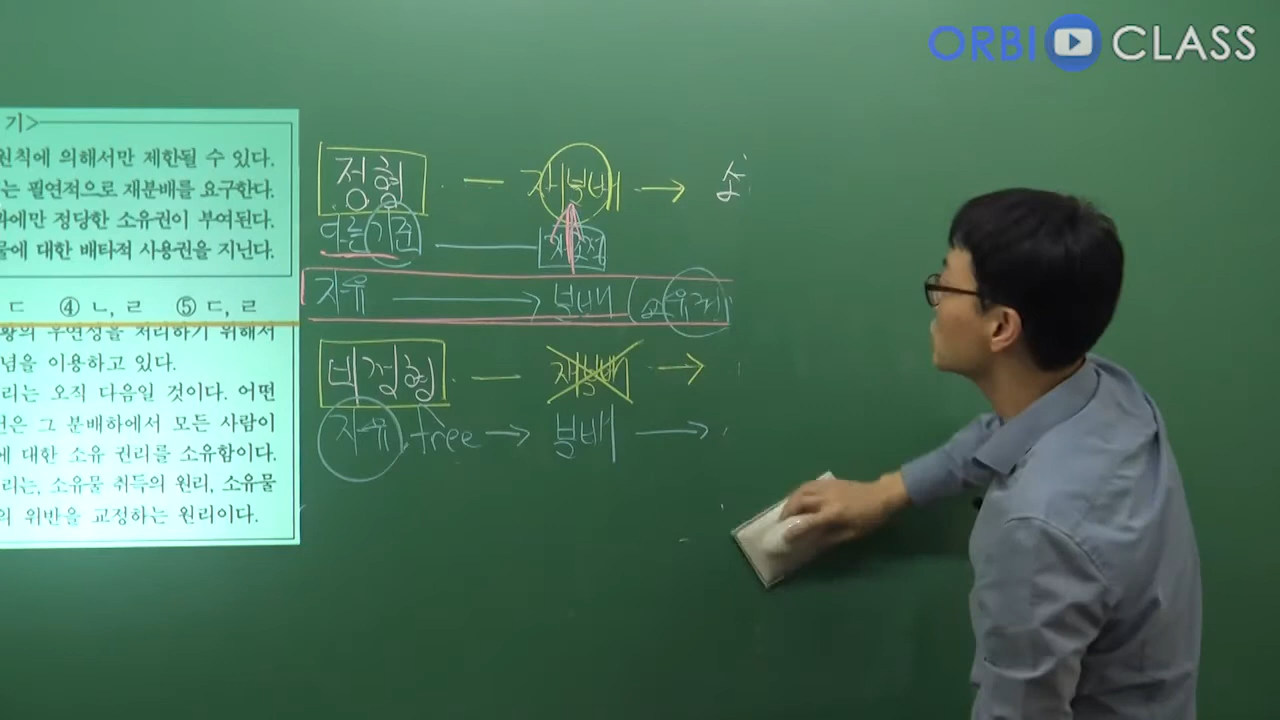 ORBI CLASS
기>
원칙에 의해서만 제한될 수 있다.
는 필연적으로 재분배를 요구한다.
과에만 정당한 소유권이 부여된다.
물에 대한 배타적 사용권을 지닌다.
ㄷ ④ ㄴ, ㄹ ⑤ ㄷ, ㄹ
황의 우연성을 처리하기 위해서
념을 이용하고 있다.
리는 오직 다음일 것이다. 어떤
건은 그 분배하에서 모든 사람이
에 대한 소유 권리를 소유함이다.
리는, 소유물 취득의 원리, 소유물
의 위반을 교정하는 원리이다.
정형 — 재분배 →
기준
자유 → 분배 유권
비정형 — 재분배 →
자유 free → 분배 →